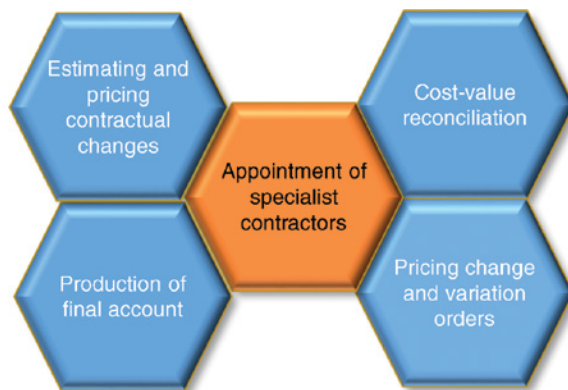 Estimating and
pricing
contractual
changes
Cost-value
reconciliation
Appointment of
specialist
contractors
Production of
final account
Pricing change
and variation
orders